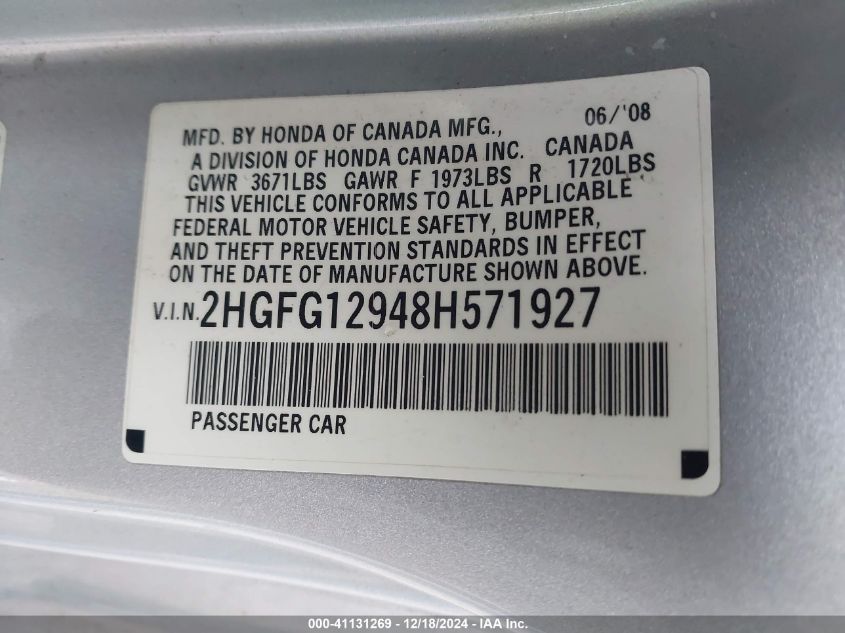 06/'08
MFD. BY HONDA OF CANADA MFG.,
A DIVISION OF HONDA CANADA INC. CANADA
GVWR 3671LBS GAWR F 1973LBS R 1720LBS
THIS VEHICLE CONFORMS TO ALL APPLICABLE
FEDERAL MOTOR VEHICLE SAFETY, BUMPER,
AND THEFT PREVENTION STANDARDS IN EFFECT
ON THE DATE OF MANUFACTURE SHOWN ABOVE.
V.I.N. 2HGFG12948H571927
PASSENGER CAR
000-41131269 - 12/18/2024 - IAAI.COM